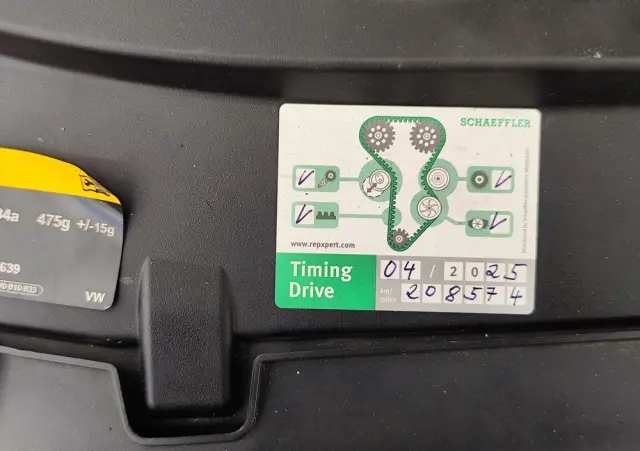 SCHAEFFLER
www.repxpert.com
Timing
Drive
04 / 2025
km/
miles
208574
34a 475g +/-15g
639
VW